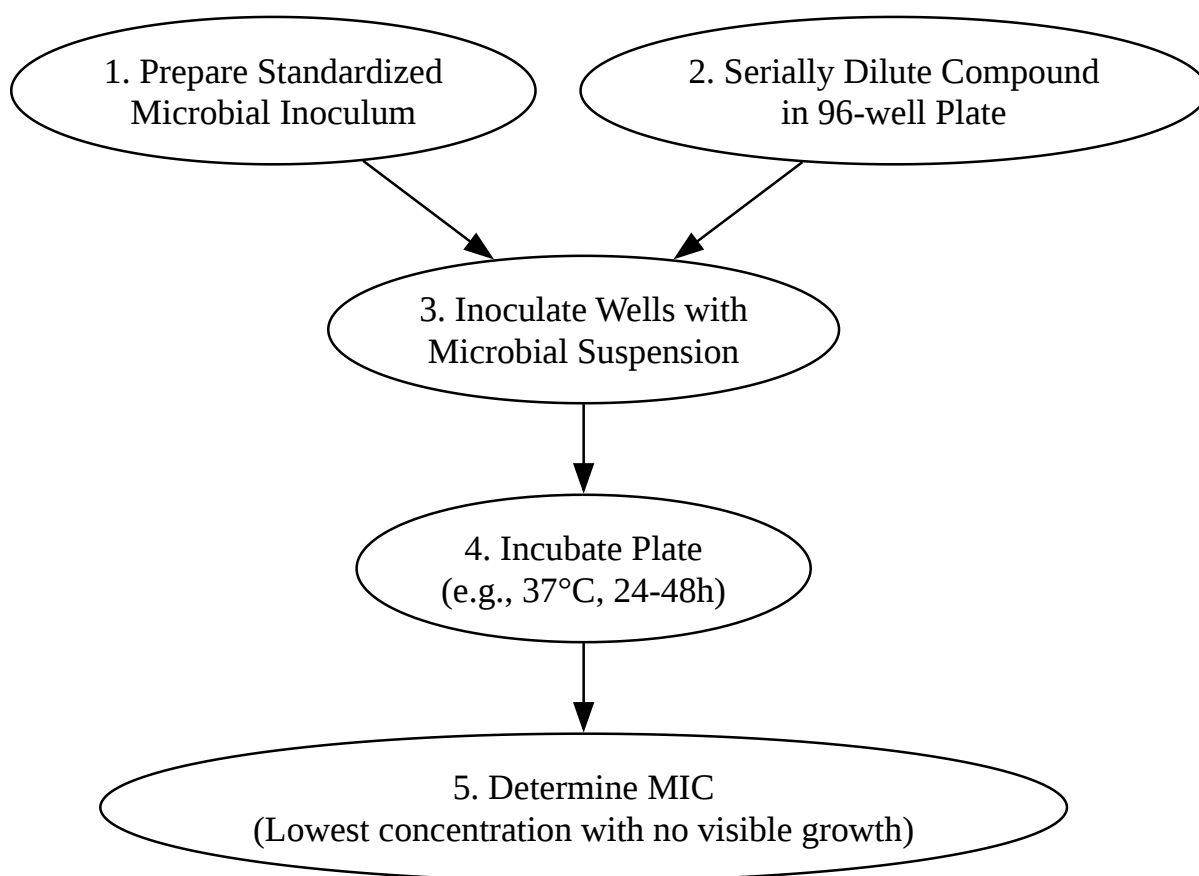 1. Prepare Standardized
Microbial Inoculum
2. Serially Dilute Compound
in 96-well Plate
3. Inoculate Wells with
Microbial Suspension
4. Incubate Plate
(e.g., 37°C, 24-48h)
5. Determine MIC
(Lowest concentration with no visible growth)